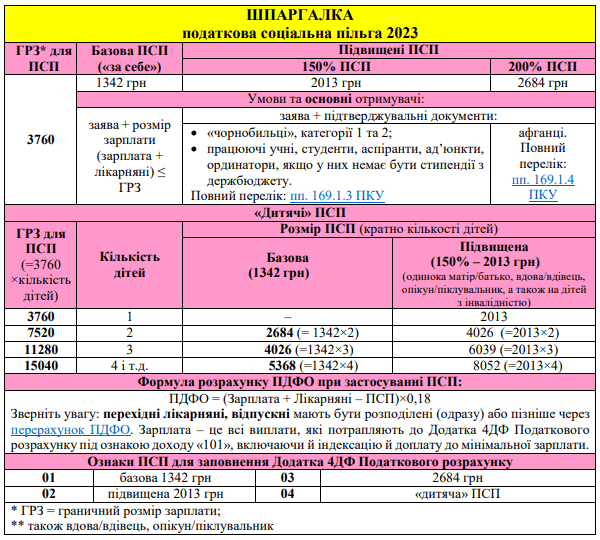 ШПАРГАЛКА
податкова соціальна пільга 2023
ГРЗ* для
ПСП
Базова ПСП
(«за себе»)
Підвищені ПСП
150% ПСП
200% ПСП
3760
1342 грн
2013 грн
2684 грн
Умови та основні отримувачі:
заява + розмір
зарплати
(зарплата +
лікарняні) ≤
ГРЗ
заява + підтверджувальні документи:
• «чорнобильці», категорії 1 та 2;
• працюючі учні, студенти, аспіранти, ад’юнкти,
ординатори, якщо у них немає бути стипендії з
держбюджету.
Повний перелік: пп. 169.1.3 ПКУ
афганці.
Повний
перелік:
пп. 169.1.4
ПКУ
«Дитячі» ПСП
ГРЗ для
ПСП
(=3760
×кількість
дітей)
Кількість
дітей
Розмір ПСП (кратно кількості дітей)
Базова
(1342 грн)
Підвищена
(150% – 2013 грн)
(одинока матір/батько, вдова/вдівець,
опікун/піклувальник, а також на дітей
з інвалідністю)
3760 1 – 2013
7520 2 2684 (= 1342×2) 4026 (=2013×2)
11280 3 4026 (=1342×3) 6039 (=2013×3)
15040 4 і т.д. 5368 (=1342×4) 8052 (=2013×4)
Формула розрахунку ПДФО при застосуванні ПСП:
ПДФО = (Зарплата + Лікарняні – ПСП)×0,18
Зверніть увагу: перехідні лікарняні, відпускні мають бути розподілені (одразу) або пізніше через
перерахунок ПДФО. Зарплата – це всі виплати, які потрапляють до Додатка 4ДФ Податкового
розрахунку під ознакою доходу «101», включаючи й індексацію й доплату до мінімальної зарплати.
Ознаки ПСП для заповнення Додатка 4ДФ Податкового розрахунку
01 базова 1342 грн 03 2684 грн
02 підвищена 2013 грн 04 «дитяча» ПСП
* ГРЗ = граничний розмір зарплати;
** також вдова/вдівець, опікун/піклувальник